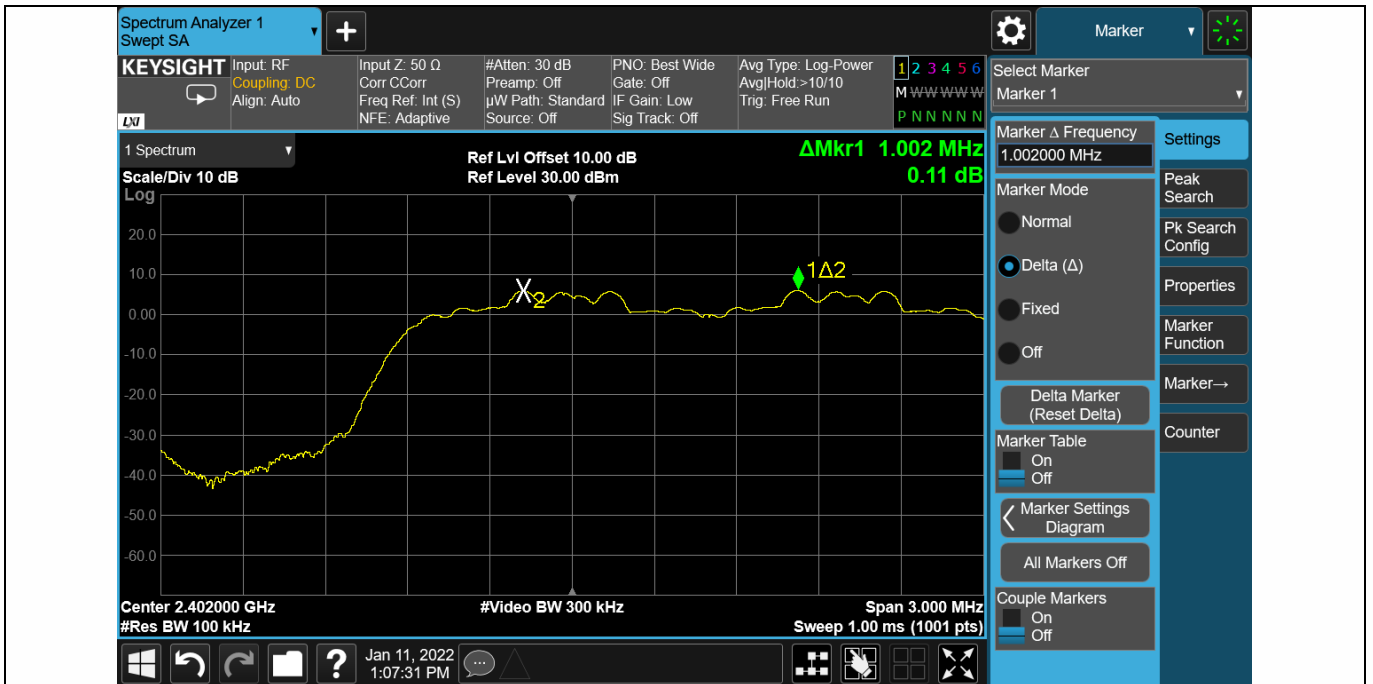 Spectrum Analyzer 1
Swept SA
+
Marker
KEYSIGHT
LXI
Input: RF
Coupling: DC
Align: Auto
Input Z: 50 Ω
Corr CCorr
Freq Ref: Int (S)
NFE: Adaptive
#Atten: 30 dB
Preamp: Off
µW Path: Standard
Source: Off
PNO: Best Wide
Gate: Off
IF Gain: Low
Sig Track: Off
Avg Type: Log-Power
Avg|Hold:>10/10
Trig: Free Run
1 2 3 4 5 6
M W W W W W
P N N N N N
Select Marker
Marker 1
1 Spectrum
Scale/Div 10 dB
Log
Ref Lvl Offset 10.00 dB
Ref Level 30.00 dBm
ΔMkr1 1.002 MHz
0.11 dB
20.0
10.0
0.00
-10.0
-20.0
-30.0
-40.0
-50.0
-60.0
X2
1Δ2
Center 2.402000 GHz
#Res BW 100 kHz
#Video BW 300 kHz
Span 3.000 MHz
Sweep 1.00 ms (1001 pts)
Marker Δ Frequency
1.002000 MHz
Marker Mode
Normal
Delta (Δ)
Fixed
Off
Delta Marker
(Reset Delta)
Marker Table
On
Off
Marker Settings
Diagram
All Markers Off
Couple Markers
On
Off
Settings
Peak
Search
Pk Search
Config
Properties
Marker
Function
Marker→
Counter
?
Jan 11, 2022
1:07:31 PM